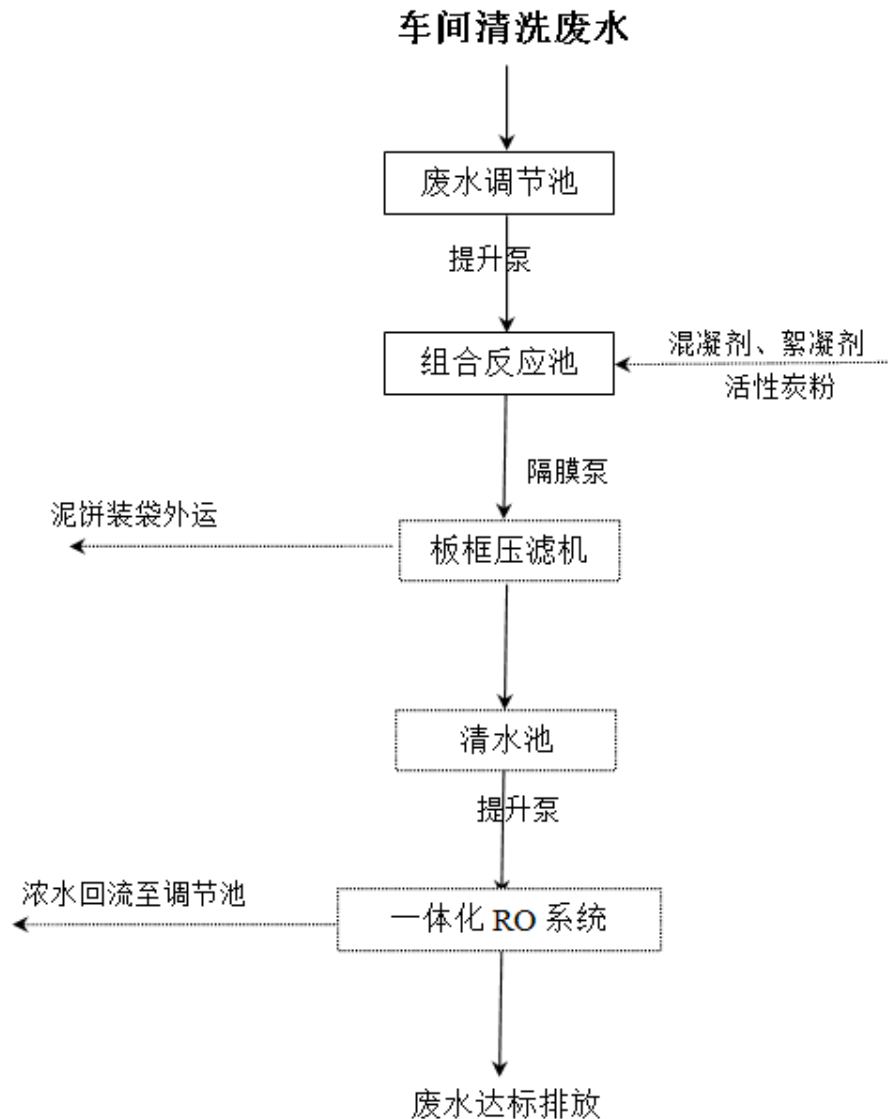 车间清洗废水
废水调节池
提升泵
组合反应池
混凝剂、絮凝剂
活性炭粉
隔膜泵
泥饼装袋外运
板框压滤机
清水池
提升泵
浓水回流至调节池
一体化 RO 系统
废水达标排放